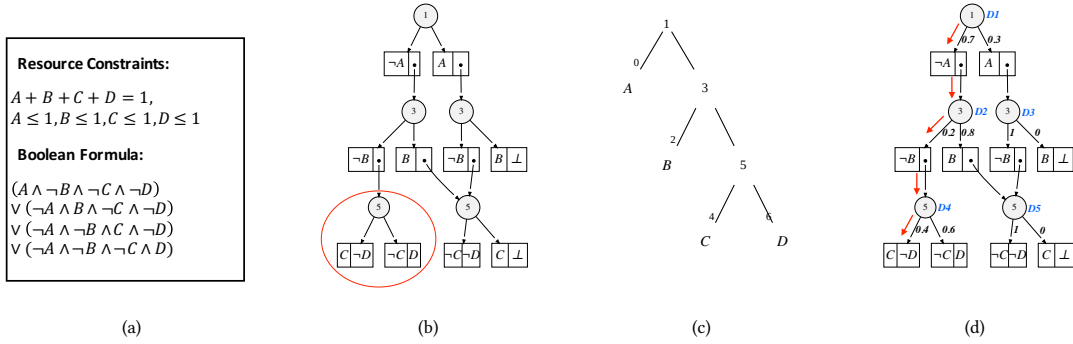 Resource Constraints:
A + B + C + D = 1,
A ≤ 1, B ≤ 1, C ≤ 1, D ≤ 1
Boolean Formula:
(A ∧ ¬B ∧ ¬C ∧ ¬D)
∨ (¬A ∧ B ∧ ¬C ∧ ¬D)
∨ (¬A ∧ ¬B ∧ C ∧ ¬D)
∨ (¬A ∧ ¬B ∧ ¬C ∧ D)
(a)
1
¬A A
3 3
¬B B ¬B B ⊥
5 5
C ¬D ¬C D ¬C ¬D C ⊥
(b)
1
0
A 3
2
B 5
4 6
C D
(c)
1 D1
0.7 0.3
¬A A
3 D2 3 D3
0.2 0.8 1 0
¬B B ¬B B ⊥
5 D4 5 D5
0.4 0.6 1 0
C ¬D ¬C D ¬C ¬D C ⊥
(d)